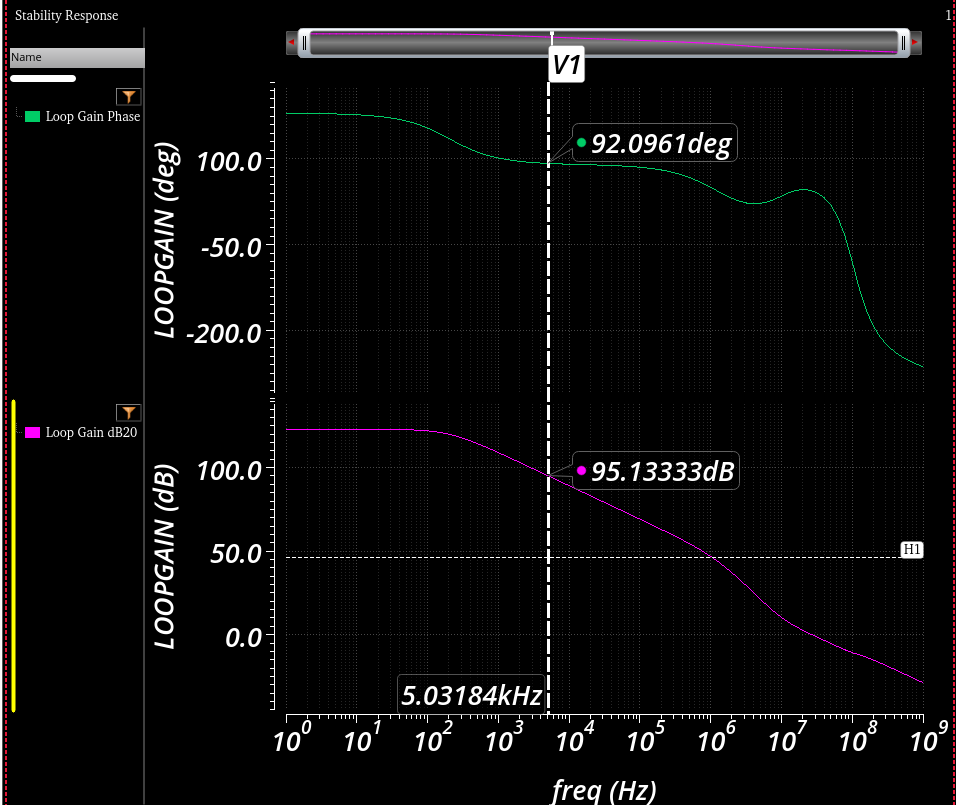 Stability Response
1
Name
V1
Loop Gain Phase
92.0961deg
100.0
-50.0
-200.0
LOOPGAIN (deg)
Loop Gain dB20
95.13333dB
100.0
50.0
0.0
LOOPGAIN (dB)
H1
5.03184kHz
10^0 10^1 10^2 10^3 10^4 10^5 10^6 10^7 10^8 10^9
freq (Hz)